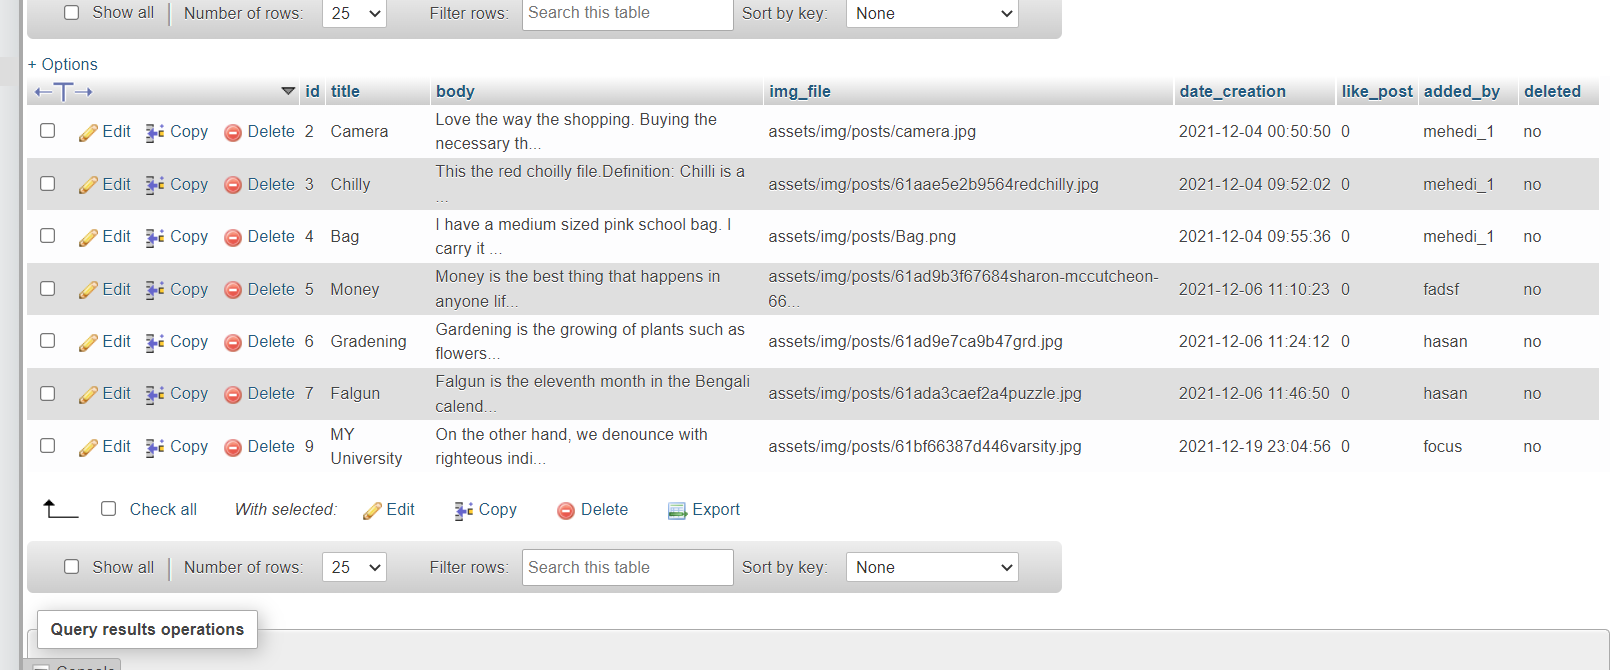 Show all Number of rows: 25 Filter rows: Search this table Sort by key: None
+ Options
id title body img_file date_creation like_post added_by deleted
Edit Copy Delete 2 Camera Love the way the shopping. Buying the necessary th... assets/img/posts/camera.jpg 2021-12-04 00:50:50 0 mehedi_1 no
Edit Copy Delete 3 Chilly This the red choilly file.Definition: Chilli is a ... assets/img/posts/61aae5e2b9564redchilly.jpg 2021-12-04 09:52:02 0 mehedi_1 no
Edit Copy Delete 4 Bag I have a medium sized pink school bag. I carry it ... assets/img/posts/Bag.png 2021-12-04 09:55:36 0 mehedi_1 no
Edit Copy Delete 5 Money Money is the best thing that happens in anyone lif... assets/img/posts/61ad9b3f67684sharon-mccutcheon-66... 2021-12-06 11:10:23 0 fadsf no
Edit Copy Delete 6 Gradening Gardening is the growing of plants such as flowers... assets/img/posts/61ad9e7ca9b47grd.jpg 2021-12-06 11:24:12 0 hasan no
Edit Copy Delete 7 Falgun Falgun is the eleventh month in the Bengali calend... assets/img/posts/61ada3caef2a4puzzle.jpg 2021-12-06 11:46:50 0 hasan no
Edit Copy Delete 9 MY University On the other hand, we denounce with righteous indi... assets/img/posts/61bf66387d446varsity.jpg 2021-12-19 23:04:56 0 focus no
Check all With selected: Edit Copy Delete Export
Show all Number of rows: 25 Filter rows: Search this table Sort by key: None
Query results operations
Console